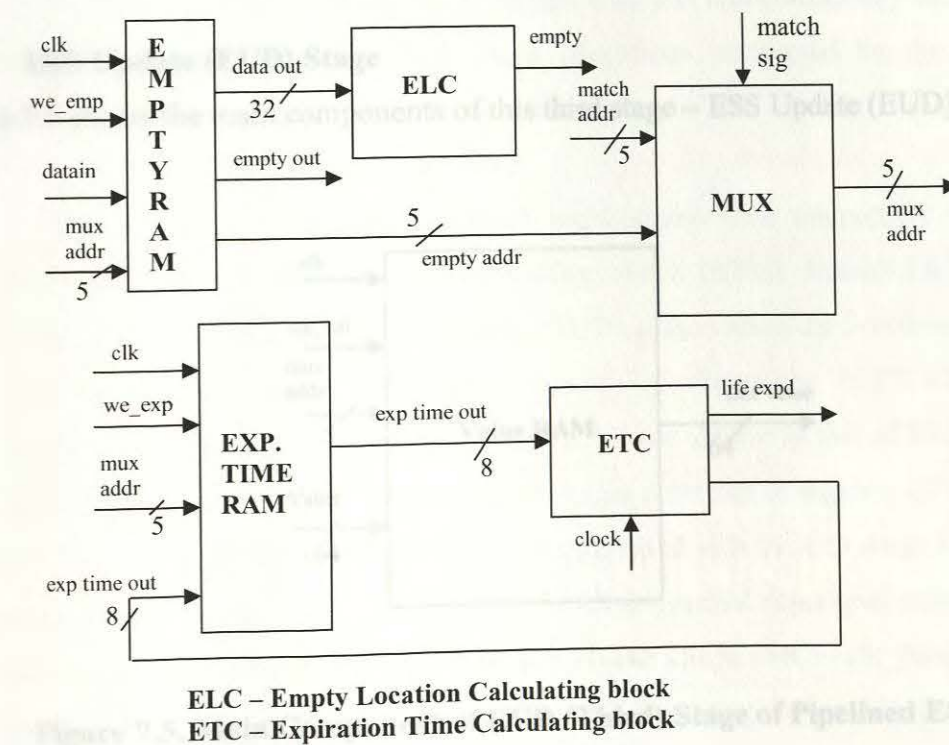 clk
we_emp
datain
mux
addr
5
E
M
P
T
Y
R
A
M
data out
32
empty out
5
empty addr
ELC
empty
match
addr
5
match
sig
MUX
5
mux
addr
clk
we_exp
mux
addr
5
exp time out
8
EXP.
TIME
RAM
exp time out
8
ETC
clock
life expd
ELC – Empty Location Calculating block
ETC – Expiration Time Calculating block